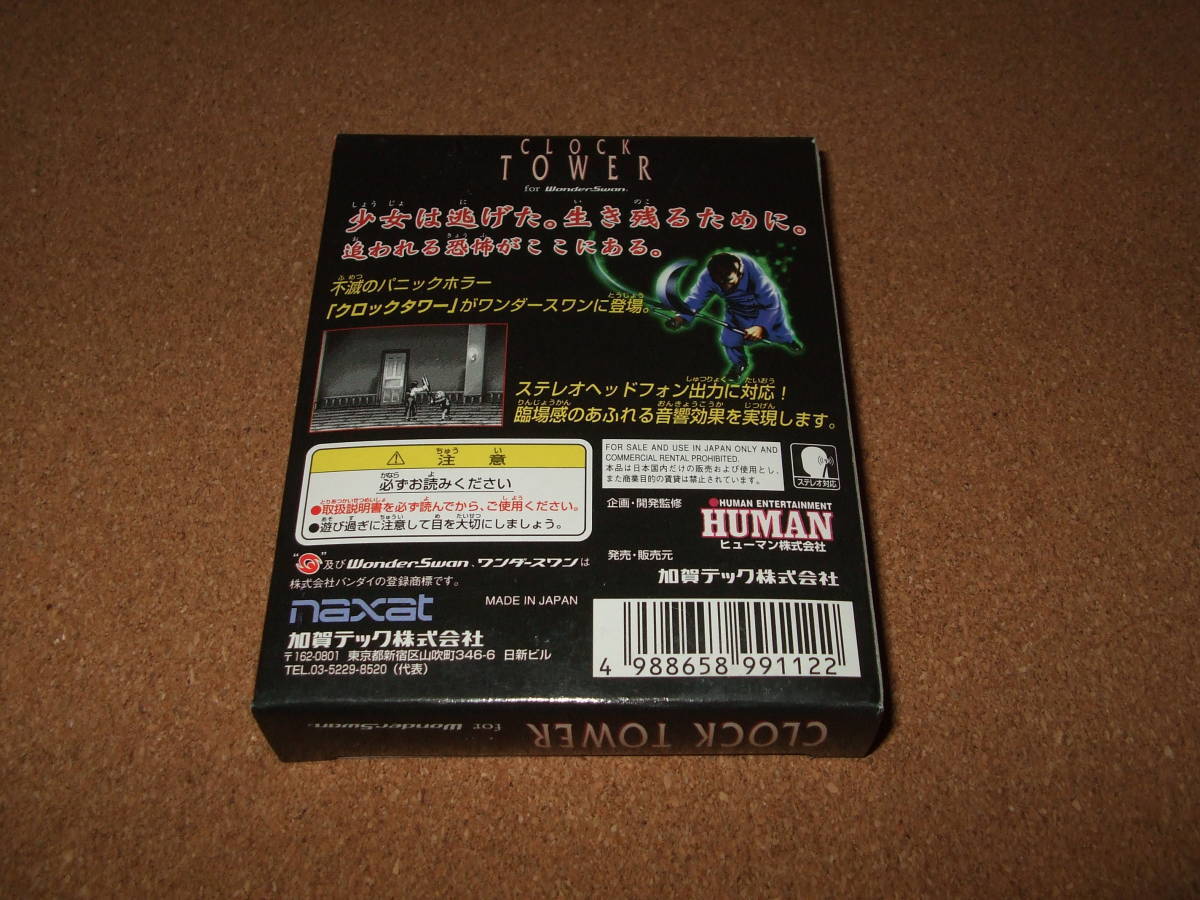 CLOCK
TOWER
for WonderSwan
少女は逃げた。生き残るために。
追われる恐怖がここにある。
不滅のパニックホラー
「クロックタワー」がワンダースワンに登場。
ステレオヘッドフォン出力に対応！
臨場感のあふれる音響効果を実現します。
⚠ 注意
必ずお読みください
●取扱説明書を必ず読んでから、ご使用ください。
●遊び過ぎに注意して目を大切にしましょう。
FOR SALE AND USE IN JAPAN ONLY AND
COMMERCIAL RENTAL PROHIBITED.
本品は日本国内だけの販売および使用とし、
また商業目的の賃貸は禁止されています。
ステレオ対応
企画・開発監修
HUMAN ENTERTAINMENT
HUMAN
ヒューマン株式会社
発売・販売元
加賀テック株式会社
“ ”及びWonderSwan、ワンダースワンは
株式会社バンダイの登録商標です。
naxat
MADE IN JAPAN
加賀テック株式会社
〒162-0801 東京都新宿区山吹町346-6 日新ビル
TEL.03-5229-8520 (代表)
4 988658 991122
CLOCK TOWER for WonderSwan